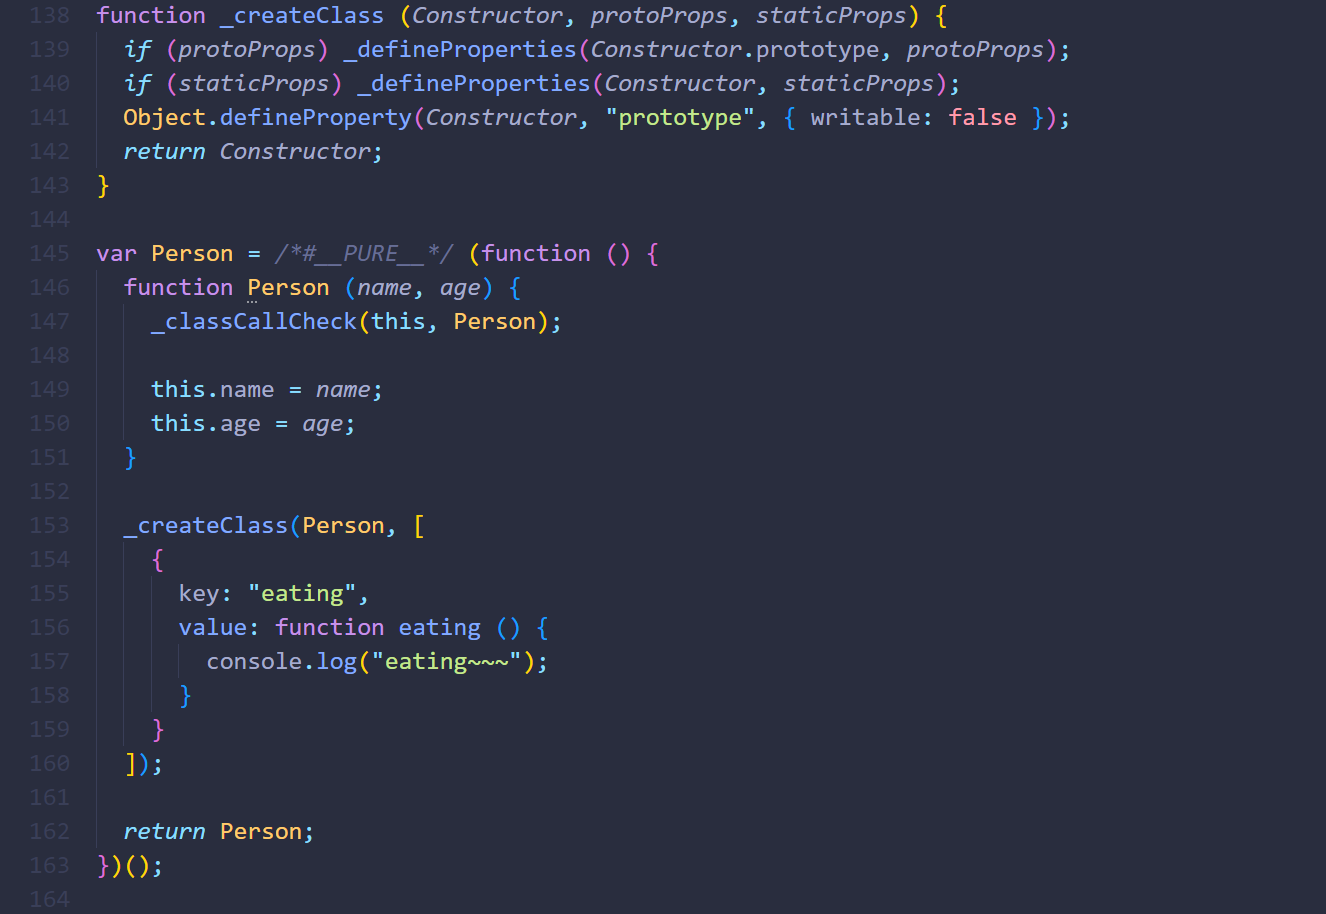 138 function _createClass (Constructor, protoProps, staticProps) {
139   if (protoProps) _defineProperties(Constructor.prototype, protoProps);
140   if (staticProps) _defineProperties(Constructor, staticProps);
141   Object.defineProperty(Constructor, "prototype", { writable: false });
142   return Constructor;
143 }
144
145 var Person = /*#__PURE__*/ (function () {
146   function Person (name, age) {
147     _classCallCheck(this, Person);
148
149     this.name = name;
150     this.age = age;
151   }
152
153   _createClass(Person, [
154     {
155       key: "eating",
156       value: function eating () {
157         console.log("eating~~~");
158       }
159     }
160   ]);
161
162   return Person;
163 })();
164